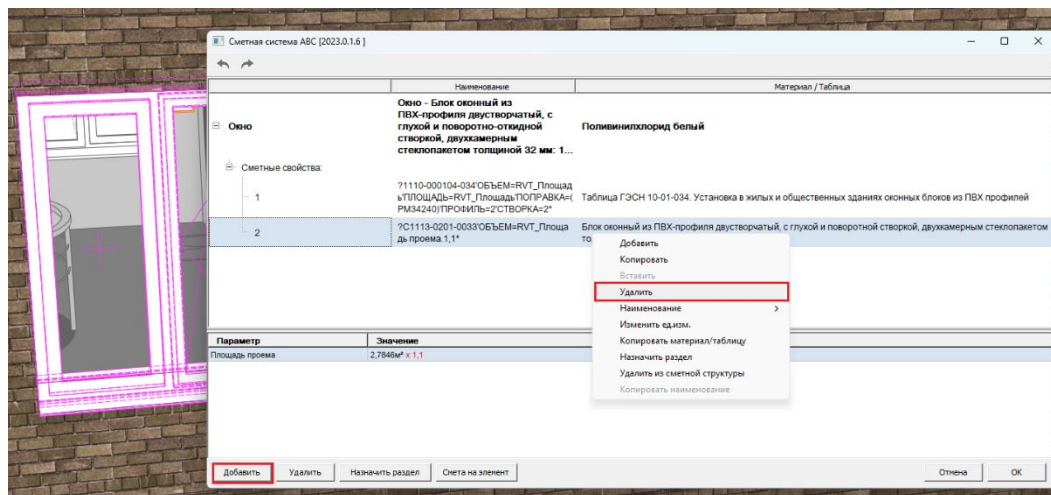 Сметная система АВС [2023.0.1.6 ]
Наименование
Материал / Таблица
Окно
Окно - Блок оконный из
ПВХ-профиля двустворчатый, с
глухой и поворотно-откидной
створкой, двухкамерным
стеклопакетом толщиной 32 мм: 1...
Поливинилхлорид белый
Сметные свойства:
1
?1110-000104-034'ОБЪЕМ=RVT_Площад
ь'ПЛОЩАДЬ=RVT_Площадь'ПОПРАВКА=(
РМ34240)'ПРОФИЛЬ=2'СТВОРКА=2*
Таблица ГЭСН 10-01-034. Установка в жилых и общественных зданиях оконных блоков из ПВХ профилей
2
?С1113-0201-0033'ОБЪЕМ=RVT_Площа
дь проема.1,1*
Блок оконный из ПВХ-профиля двустворчатый, с глухой и поворотной створкой, двухкамерным стеклопакетом
Добавить
Копировать
Вставить
Удалить
Наименование
Изменить ед.изм.
Копировать материал/таблицу
Назначить раздел
Удалить из сметной структуры
Копировать наименование
Параметр
Значение
Площадь проема
2,7846м² x 1,1
Добавить
Удалить
Назначить раздел
Смета на элемент
Отмена
ОК